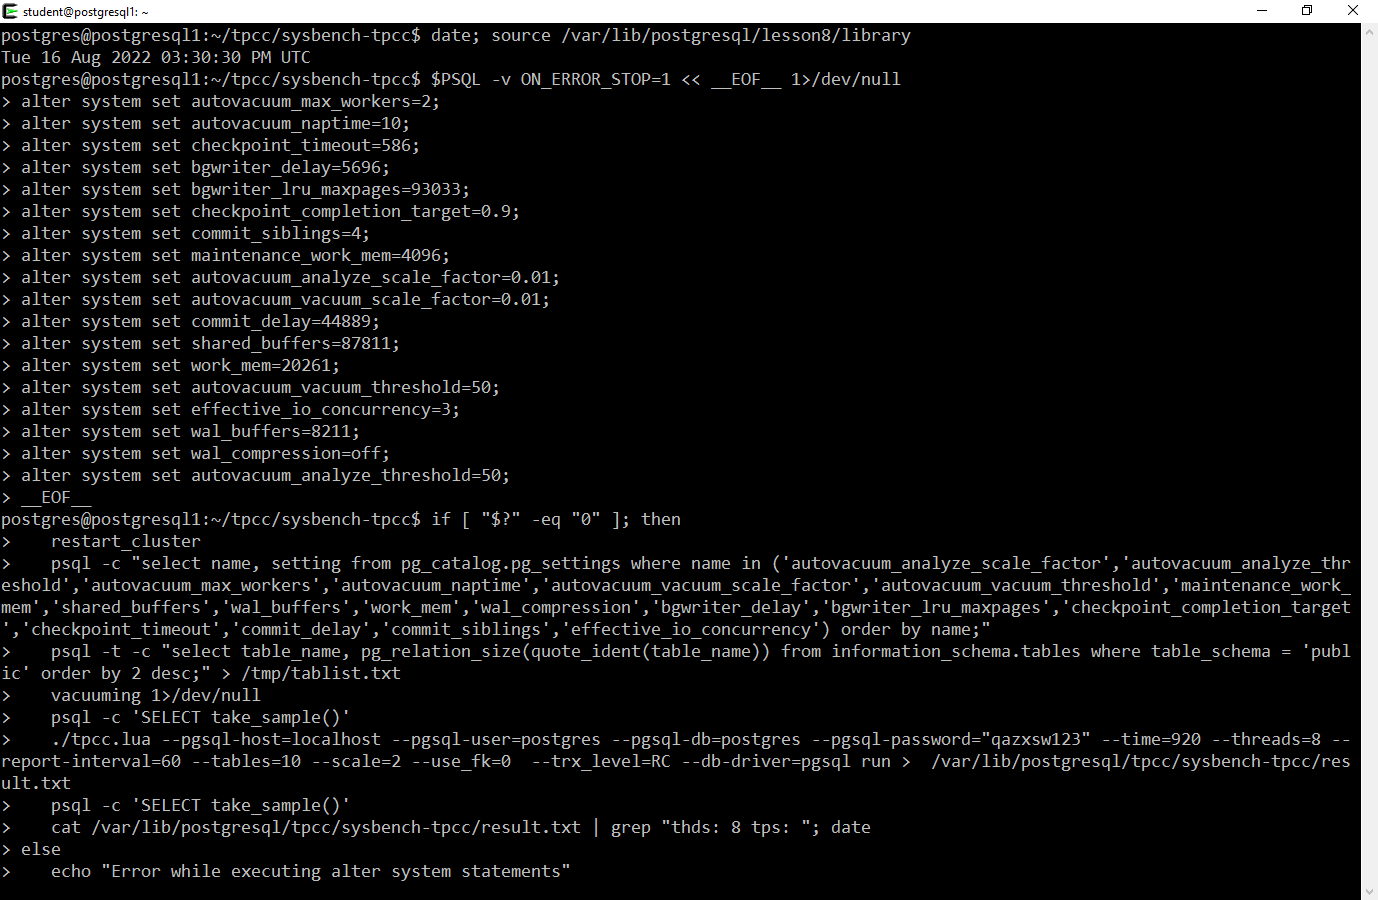 student@postgresql1: ~
postgres@postgresql1:~/tpcc/sysbench-tpcc$ date; source /var/lib/postgresql/lesson8/library
Tue 16 Aug 2022 03:30:30 PM UTC
postgres@postgresql1:~/tpcc/sysbench-tpcc$ $PSQL -v ON_ERROR_STOP=1 << __EOF__ 1>/dev/null
> alter system set autovacuum_max_workers=2;
> alter system set autovacuum_naptime=10;
> alter system set checkpoint_timeout=586;
> alter system set bgwriter_delay=5696;
> alter system set bgwriter_lru_maxpages=93033;
> alter system set checkpoint_completion_target=0.9;
> alter system set commit_siblings=4;
> alter system set maintenance_work_mem=4096;
> alter system set autovacuum_analyze_scale_factor=0.01;
> alter system set autovacuum_vacuum_scale_factor=0.01;
> alter system set commit_delay=44889;
> alter system set shared_buffers=87811;
> alter system set work_mem=20261;
> alter system set autovacuum_vacuum_threshold=50;
> alter system set effective_io_concurrency=3;
> alter system set wal_buffers=8211;
> alter system set wal_compression=off;
> alter system set autovacuum_analyze_threshold=50;
> __EOF__
postgres@postgresql1:~/tpcc/sysbench-tpcc$ if [ "$?" -eq "0" ]; then
>    restart_cluster
>    psql -c "select name, setting from pg_catalog.pg_settings where name in ('autovacuum_analyze_scale_factor','autovacuum_analyze_thr
eshold','autovacuum_max_workers','autovacuum_naptime','autovacuum_vacuum_scale_factor','autovacuum_vacuum_threshold','maintenance_work_
mem','shared_buffers','wal_buffers','work_mem','wal_compression','bgwriter_delay','bgwriter_lru_maxpages','checkpoint_completion_target
','checkpoint_timeout','commit_delay','commit_siblings','effective_io_concurrency') order by name;"
>    psql -t -c "select table_name, pg_relation_size(quote_ident(table_name)) from information_schema.tables where table_schema = 'publ
ic' order by 2 desc;" > /tmp/tablist.txt
>    vacuuming 1>/dev/null
>    psql -c 'SELECT take_sample()'
>    ./tpcc.lua --pgsql-host=localhost --pgsql-user=postgres --pgsql-db=postgres --pgsql-password="qazxsw123" --time=920 --threads=8 --
report-interval=60 --tables=10 --scale=2 --use_fk=0  --trx_level=RC --db-driver=pgsql run >  /var/lib/postgresql/tpcc/sysbench-tpcc/res
ult.txt
>    psql -c 'SELECT take_sample()'
>    cat /var/lib/postgresql/tpcc/sysbench-tpcc/result.txt | grep "thds: 8 tps: "; date
> else
>    echo "Error while executing alter system statements"